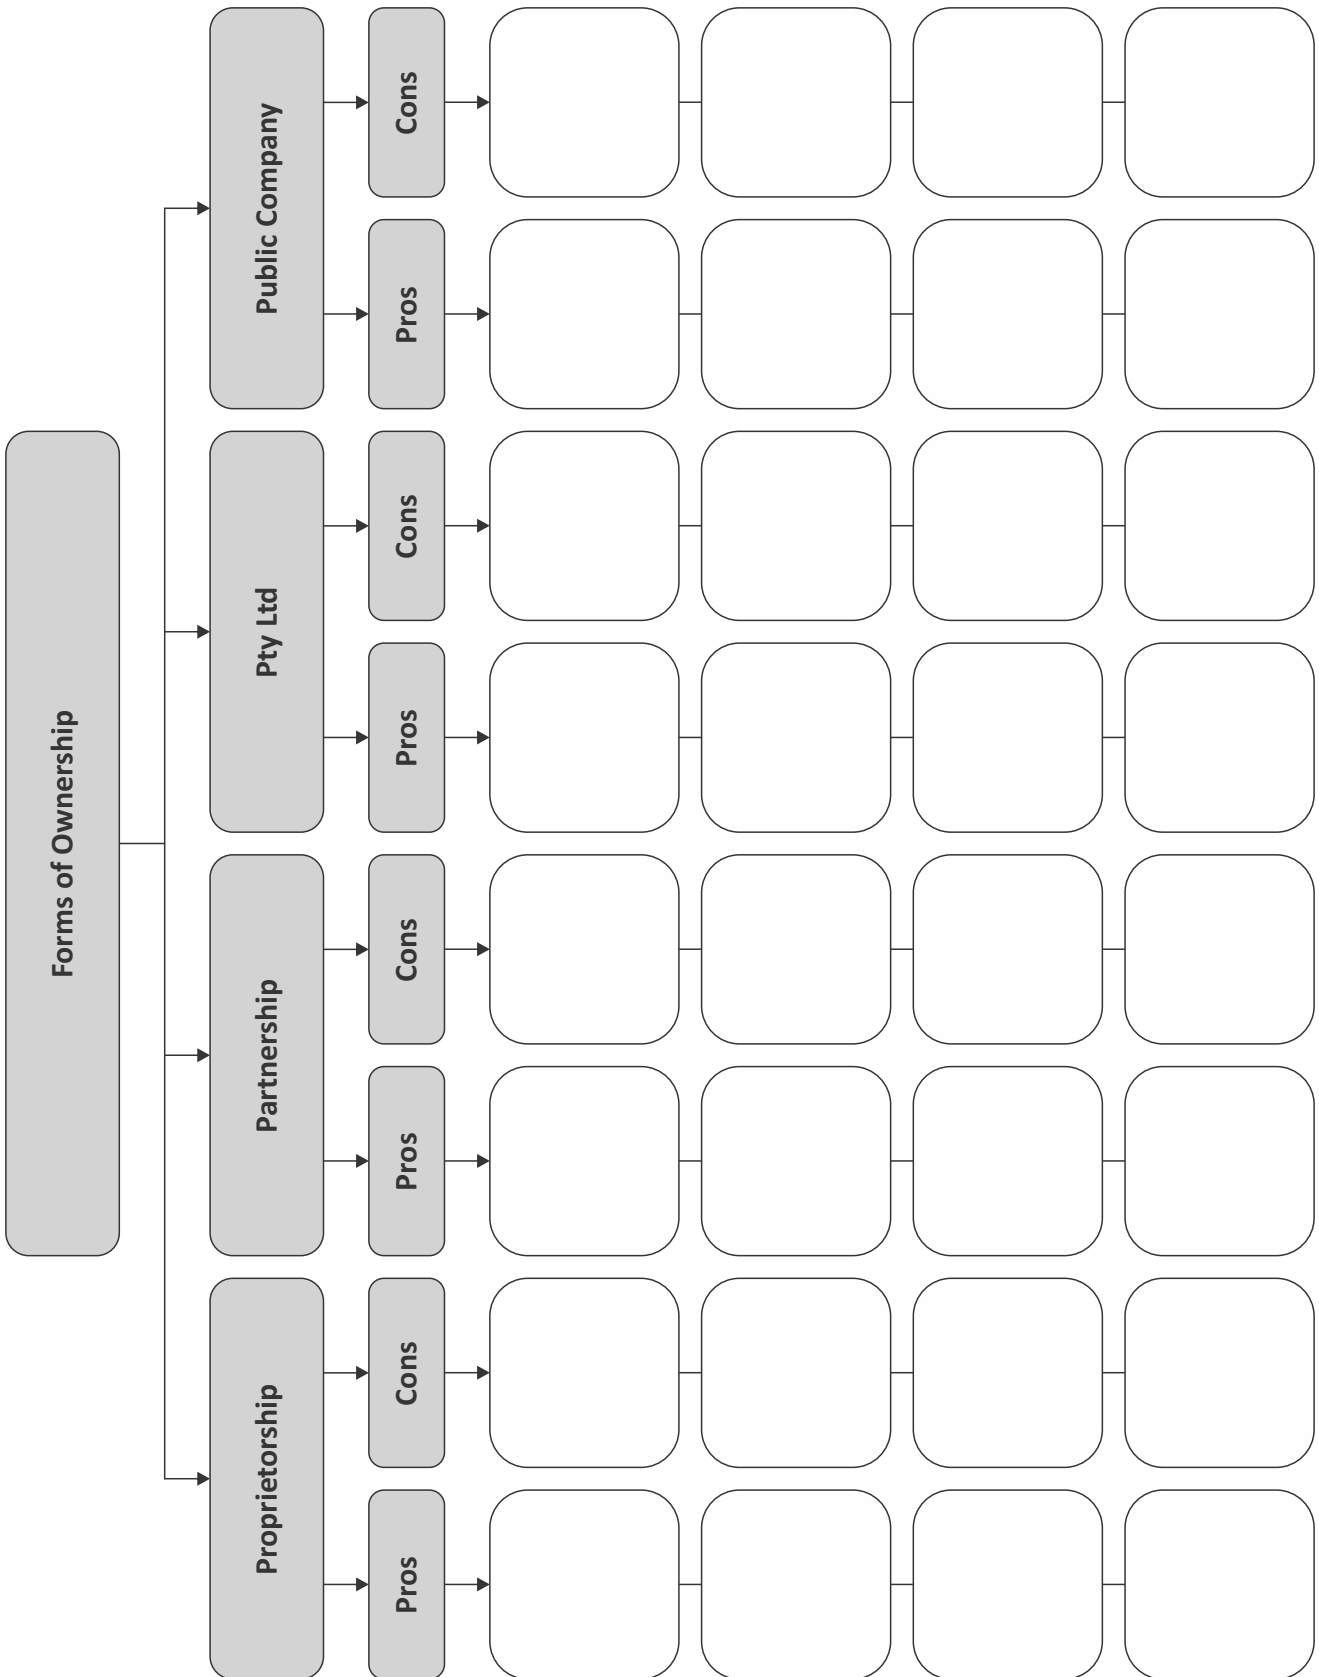 Forms of Ownership
Proprietorship
Partnership
Pty Ltd
Public Company
Pros
Cons
Pros
Cons
Pros
Cons
Pros
Cons